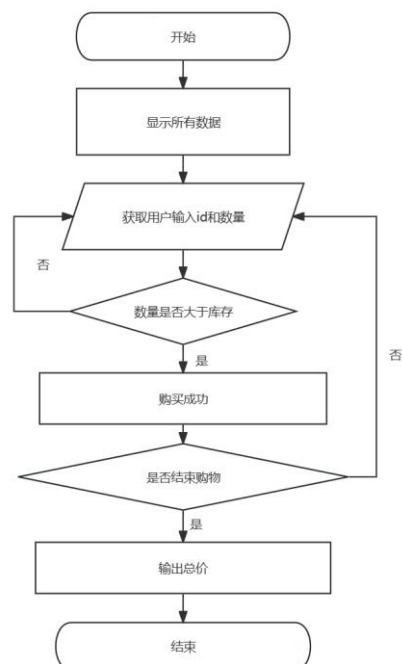 开始
显示所有数据
获取用户输入id和数量
否
数量是否大于库存
否
是
购买成功
是否结束购物
是
输出总价
结束